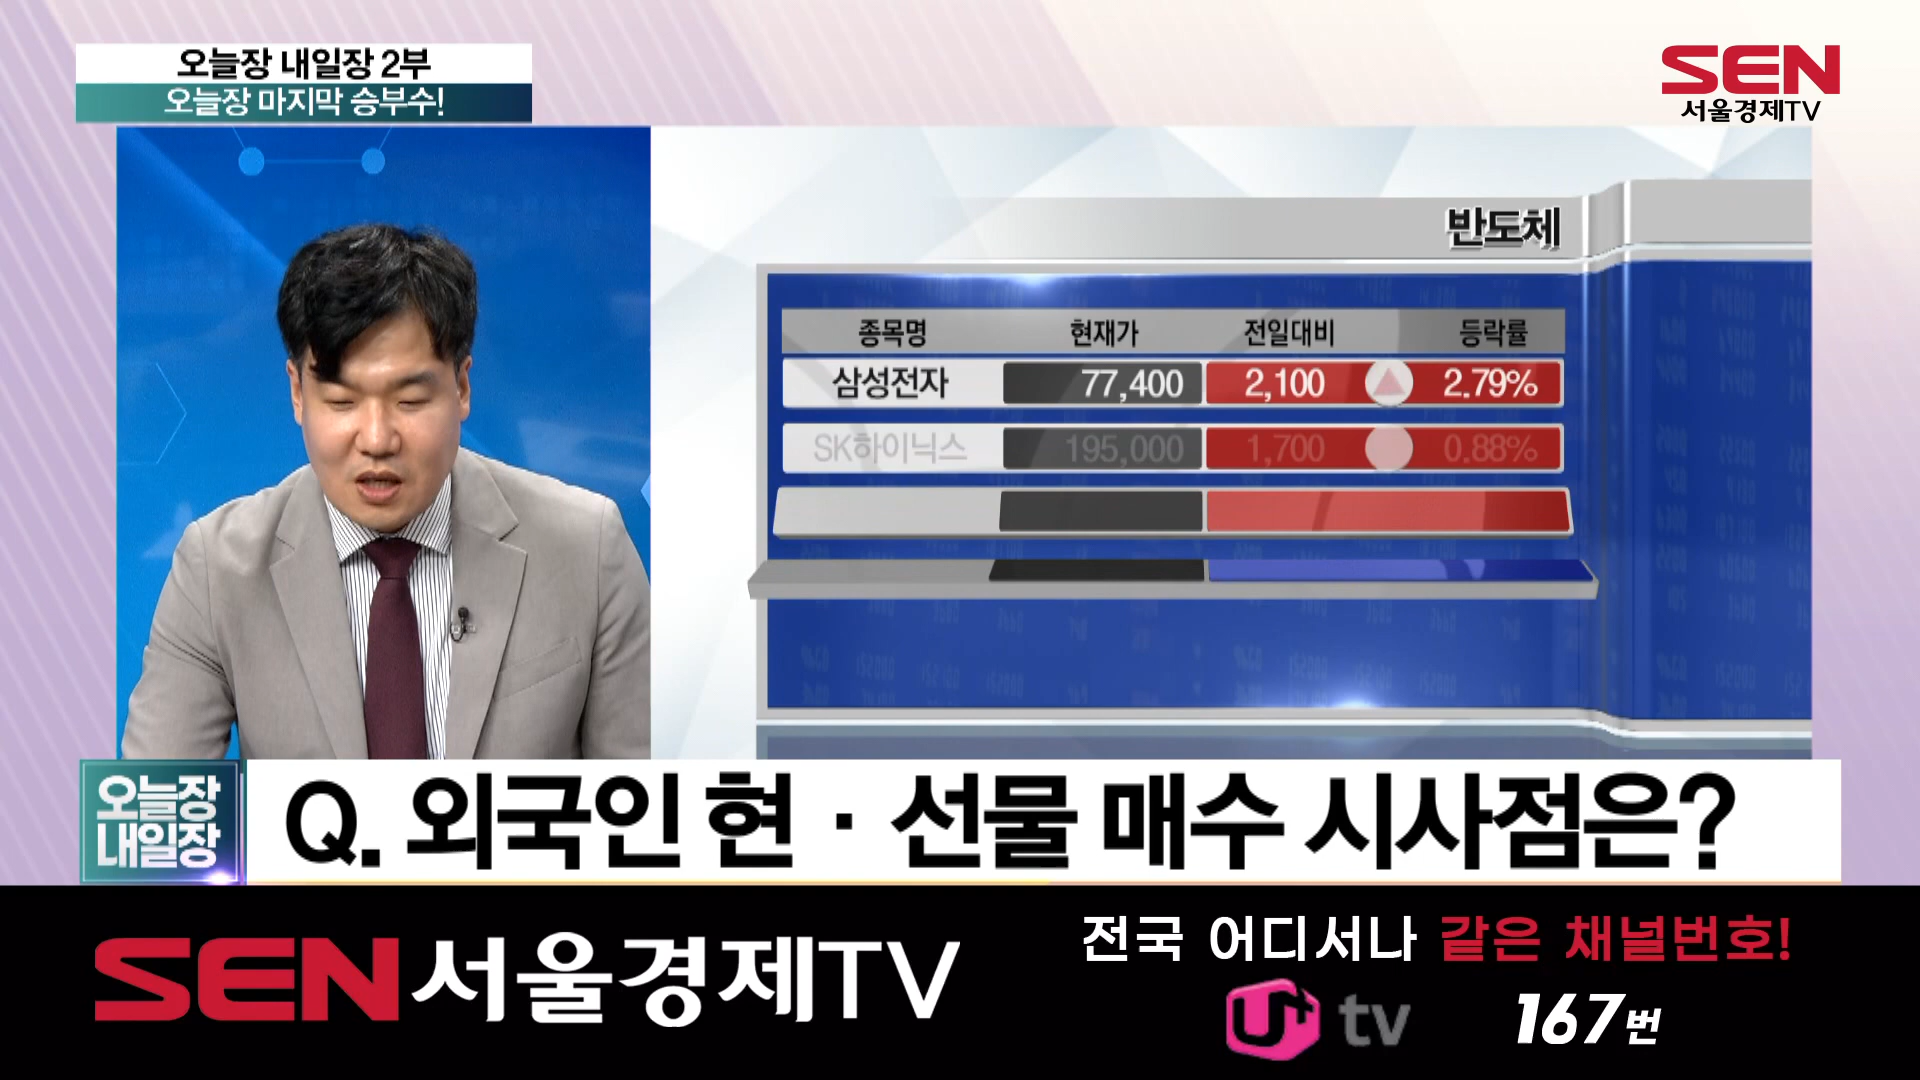 오늘장 내일장 2부
오늘장 마지막 승부수!
SEN
서울경제TV
반도체
종목명 현재가 전일대비 등락률
삼성전자 77,400 2,100 ▲ 2.79%
SK하이닉스 195,000 1,700 0.88%
오늘장
내일장
Q. 외국인 현·선물 매수 시사점은?
SEN서울경제TV
전국 어디서나 같은 채널번호!
U+ tv 167번